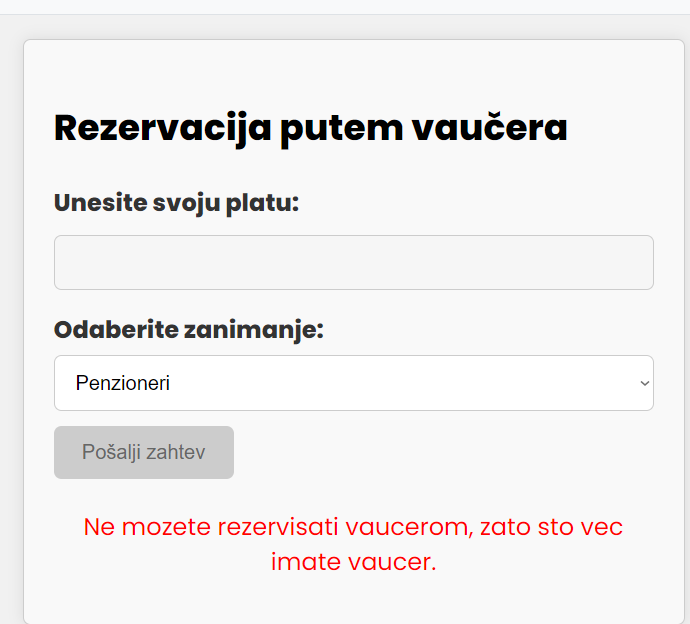 Rezervacija putem vaučera
Unesite svoju platu:
Odaberite zanimanje:
Penzioneri
Pošalji zahtev
Ne mozete rezervisati vaucerom, zato sto vec
imate vaucer.